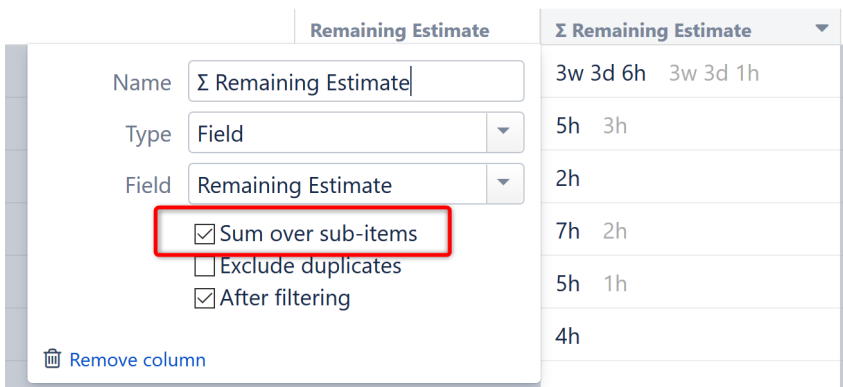 Remaining Estimate Σ Remaining Estimate
Name Σ Remaining Estimate 3w 3d 6h 3w 3d 1h
Type Field 5h 3h
Field Remaining Estimate 2h
Sum over sub-items 7h 2h
Exclude duplicates
After filtering 5h 1h
4h
Remove column